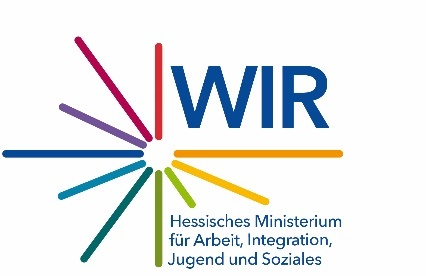 WIR
Hessisches Ministerium
für Arbeit, Integration,
Jugend und Soziales